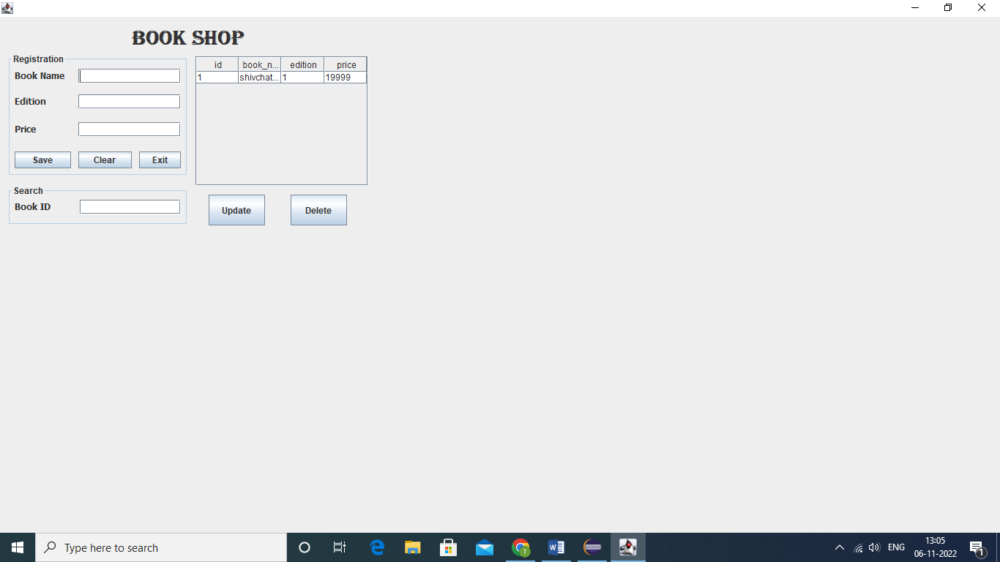 BOOK SHOP
Registration
Book Name
Edition
Price
Save Clear Exit
Search
Book ID
id book_n... edition price
1 shivchat... 1 19999
Update Delete
Type here to search
ENG
13:05
06-11-2022
1